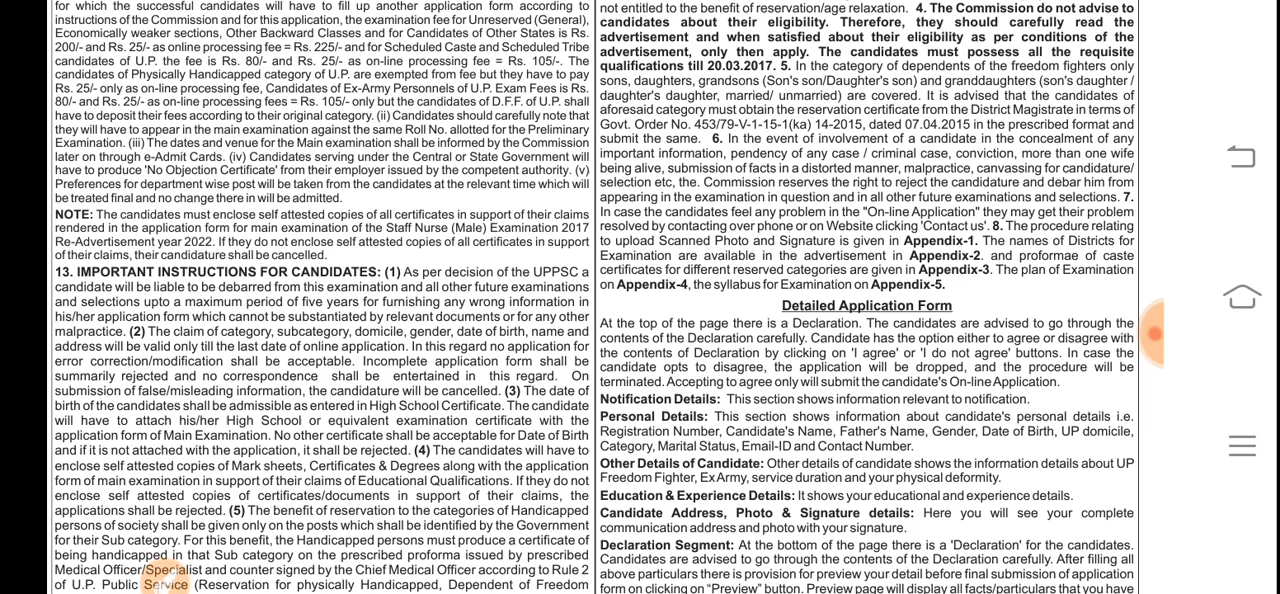 for which the successful candidates will have to fill up another application form according to
instructions of the Commission and for this application, the examination fee for Unreserved (General),
Economically weaker sections, Other Backward Classes and for Candidates of Other States is Rs.
200/- and Rs. 25/- as online processing fee = Rs. 225/- and for Scheduled Caste and Scheduled Tribe
candidates of U.P. the fee is Rs. 80/- and Rs. 25/- as on-line processing fee = Rs. 105/-. The
candidates of Physically Handicapped category of U.P. are exempted from fee but they have to pay
Rs. 25/- only as on-line processing fee, Candidates of Ex-Army Personnels of U.P. Exam Fees is Rs.
80/- and Rs. 25/- as on-line processing fees = Rs. 105/- only but the candidates of D.F.F. of U.P. shall
have to deposit their fees according to their original category. (ii) Candidates should carefully note that
they will have to appear in the main examination against the same Roll No. allotted for the Preliminary
Examination. (iii) The dates and venue for the Main examination shall be informed by the Commission
later on through e-Admit Cards. (iv) Candidates serving under the Central or State Government will
have to produce 'No Objection Certificate' from their employer issued by the competent authority. (v)
Preferences for department wise post will be taken from the candidates at the relevant time which will
be treated final and no change there in will be admitted.
NOTE: The candidates must enclose self attested copies of all certificates in support of their claims
rendered in the application form for main examination of the Staff Nurse (Male) Examination 2017
Re-Advertisement year 2022. If they do not enclose self attested copies of all certificates in support
of their claims, their candidature shall be cancelled.
13. IMPORTANT INSTRUCTIONS FOR CANDIDATES: (1) As per decision of the UPPSC a
candidate will be liable to be debarred from this examination and all other future examinations
and selections upto a maximum period of five years for furnishing any wrong information in
his/her application form which cannot be substantiated by relevant documents or for any other
malpractice. (2) The claim of category, subcategory, domicile, gender, date of birth, name and
address will be valid only till the last date of online application. In this regard no application for
error correction/modification shall be acceptable. Incomplete application form shall be
summarily rejected and no correspondence shall be entertained in this regard. On
submission of false/misleading information, the candidature will be cancelled. (3) The date of
birth of the candidates shall be admissible as entered in High School Certificate. The candidate
will have to attach his/her High School or equivalent examination certificate with the
application form of Main Examination. No other certificate shall be acceptable for Date of Birth
and if it is not attached with the application, it shall be rejected. (4) The candidates will have to
enclose self attested copies of Mark sheets, Certificates & Degrees along with the application
form of main examination in support of their claims of Educational Qualifications. If they do not
enclose self attested copies of certificates/documents in support of their claims, the
applications shall be rejected. (5) The benefit of reservation to the categories of Handicapped
persons of society shall be given only on the posts which shall be identified by the Government
for their Sub category. For this benefit, the Handicapped persons must produce a certificate of
being handicapped in that Sub category on the prescribed proforma issued by prescribed
Medical Officer/Specialist and counter signed by the Chief Medical Officer according to Rule 2
of U.P. Public Service (Reservation for physically Handicapped, Dependent of Freedom
not entitled to the benefit of reservation/age relaxation. 4. The Commission do not advise to
candidates about their eligibility. Therefore, they should carefully read the
advertisement and when satisfied about their eligibility as per conditions of the
advertisement, only then apply. The candidates must possess all the requisite
qualifications till 20.03.2017. 5. In the category of dependents of the freedom fighters only
sons, daughters, grandsons (Son's son/Daughter's son) and granddaughters (son's daughter /
daughter's daughter, married/ unmarried) are covered. It is advised that the candidates of
aforesaid category must obtain the reservation certificate from the District Magistrate in terms of
Govt. Order No. 453/79-V-1-15-1(ka) 14-2015, dated 07.04.2015 in the prescribed format and
submit the same. 6. In the event of involvement of a candidate in the concealment of any
important information, pendency of any case / criminal case, conviction, more than one wife
being alive, submission of facts in a distorted manner, malpractice, canvassing for candidature/
selection etc, the. Commission reserves the right to reject the candidature and debar him from
appearing in the examination in question and in all other future examinations and selections. 7.
In case the candidates feel any problem in the "On-line Application" they may get their problem
resolved by contacting over phone or on Website clicking 'Contact us'. 8. The procedure relating
to upload Scanned Photo and Signature is given in Appendix-1. The names of Districts for
Examination are available in the advertisement in Appendix-2. and proformae of caste
certificates for different reserved categories are given in Appendix-3. The plan of Examination
on Appendix-4, the syllabus for Examination on Appendix-5.
Detailed Application Form
At the top of the page there is a Declaration. The candidates are advised to go through the
contents of the Declaration carefully. Candidate has the option either to agree or disagree with
the contents of Declaration by clicking on 'I agree' or 'I do not agree' buttons. In case the
candidate opts to disagree, the application will be dropped, and the procedure will be
terminated. Accepting to agree only will submit the candidate's On-line Application.
Notification Details: This section shows information relevant to notification.
Personal Details: This section shows information about candidate's personal details i.e.
Registration Number, Candidate's Name, Father's Name, Gender, Date of Birth, UP domicile,
Category, Marital Status, Email-ID and Contact Number.
Other Details of Candidate: Other details of candidate shows the information details about UP
Freedom Fighter, Ex Army, service duration and your physical deformity.
Education & Experience Details: It shows your educational and experience details.
Candidate Address, Photo & Signature details: Here you will see your complete
communication address and photo with your signature.
Declaration Segment: At the bottom of the page there is a 'Declaration' for the candidates.
Candidates are advised to go through the contents of the Declaration carefully. After filling all
above particulars there is provision for preview your detail before final submission of application
form on clicking on "Preview" button. Preview page will display all facts/particulars that you have